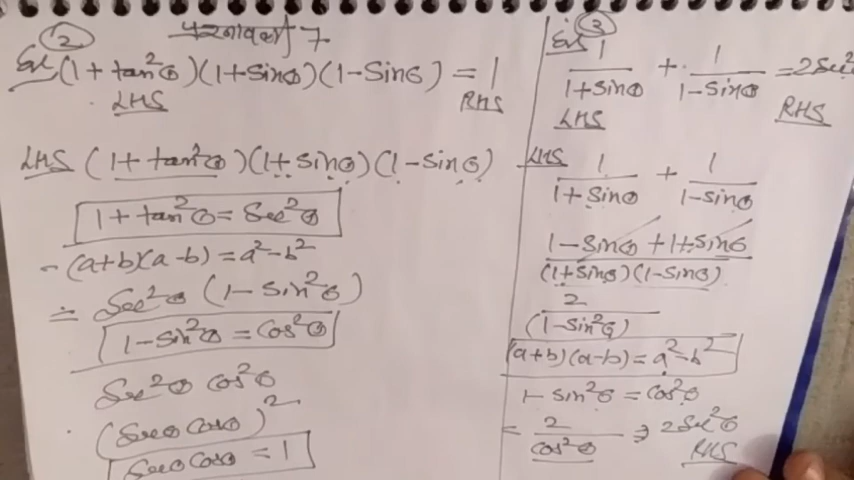 ② प्रश्नावली 7
Ex (1 + tan²θ)(1+sinθ)(1-Sinθ) = 1
LHS RHS
LHS (1 + tan²θ)(1+sinθ)(1-sinθ)
1 + tan²θ = Sec²θ
- (a+b)(a-b) = a²-b²
= Sec²θ (1-Sin²θ)
1-Sin²θ = Cos²θ
Sec²θ Cos²θ
(Secθ Cosθ)²
Secθ Cosθ = 1
Ex ③ 1/(1+Sinθ) + 1/(1-Sinθ) = 2Sec²
LHS RHS
LHS 1/(1+Sinθ) + 1/(1-Sinθ)
(1-Sinθ + 1+Sinθ)/((1+Sinθ)(1-Sinθ))
2/(1-Sin²θ)
(a+b)(a-b) = a²-b²
1-Sin²θ = Cos²θ
= 2/Cos²θ ⇒ 2Sec²θ
RHS